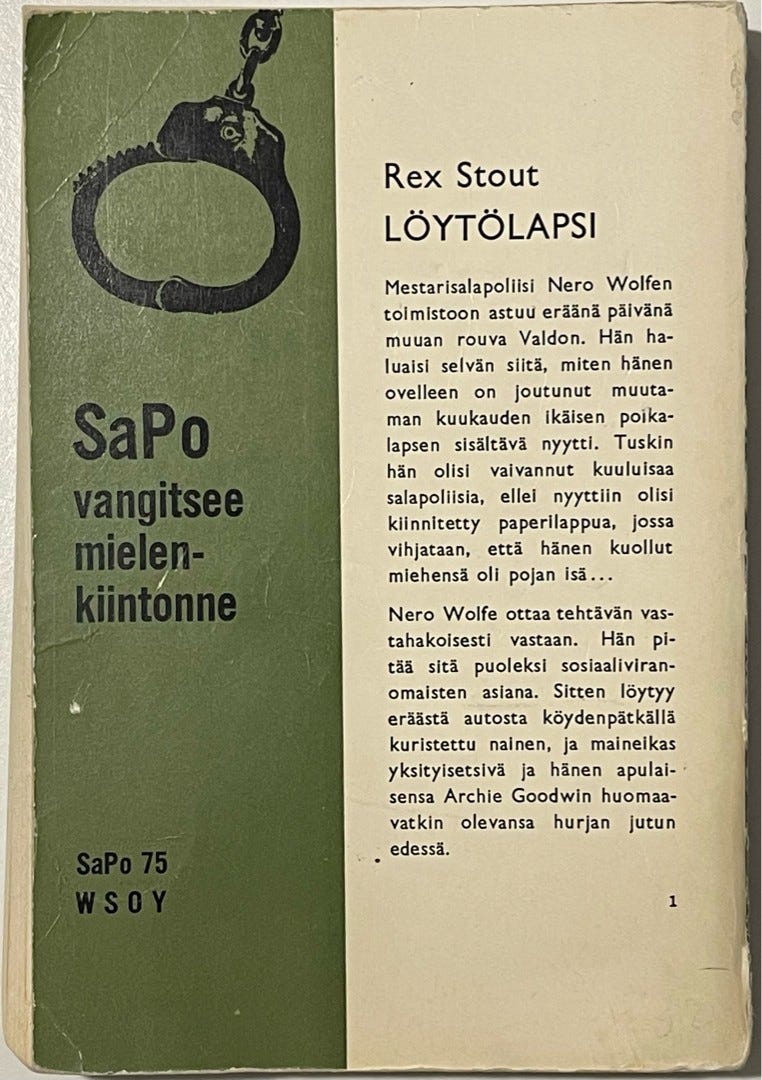 SaPo
vangitsee
mielen-
kiintonne
SaPo 75
WSOY
Rex Stout
LÖYTÖLAPSI
Mestarisalapoliisi Nero Wolfen
toimistoon astuu eräänä päivänä
muuan rouva Valdon. Hän ha-
luaisi selvän siitä, miten hänen
ovelleen on joutunut muuta-
man kuukauden ikäisen poika-
lapsen sisältävä nyytti. Tuskin
hän olisi vaivannut kuuluisaa
salapoliisia, ellei nyyttiin olisi
kiinnitetty paperilappua, jossa
vihjataan, että hänen kuollut
miehensä oli pojan isä...
Nero Wolfe ottaa tehtävän vas-
tahakoisesti vastaan. Hän pi-
tää sitä puoleksi sosiaaliviran-
omaisten asiana. Sitten löytyy
eräästä autosta köydenpätkällä
kuristettu nainen, ja maineikas
yksityisetsivä ja hänen apulai-
sensa Archie Goodwin huomaa-
vatkin olevansa hurjan jutun
edessä.
1